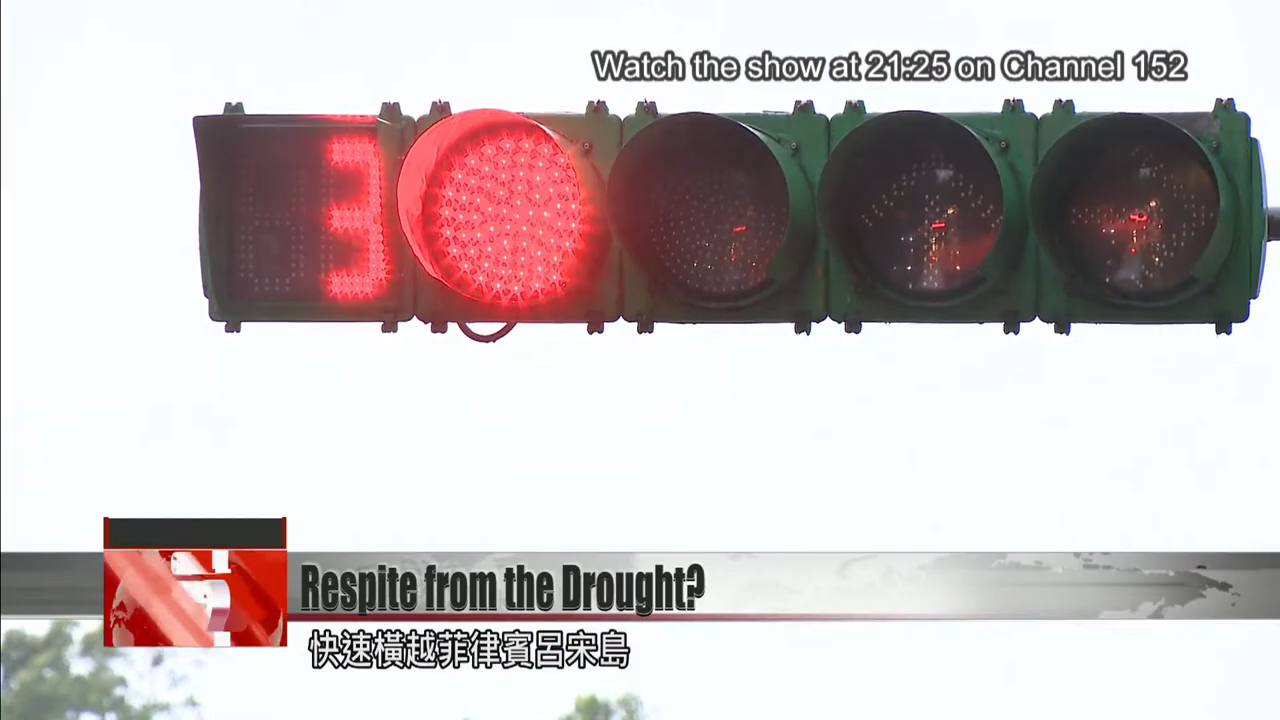 Watch the show at 21:25 on Channel 152
3
Respite from the Drought?
快速橫越菲律賓呂宋島